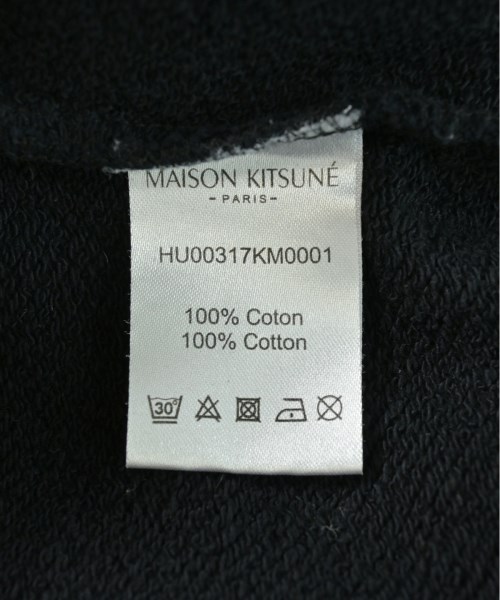 MAISON KITSUNÉ
- PARIS -
HU00317KM0001
100% Coton
100% Cotton
30°